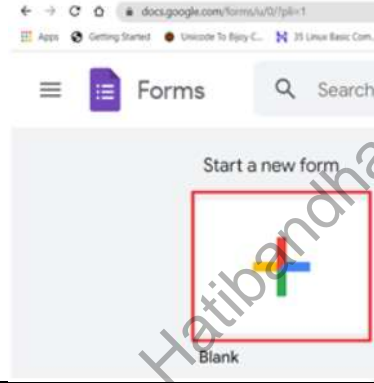 docs.google.com/forms/u/0/?pli=1
Apps Getting Started Unicode To Bijoy C... 35 Linux Basic Com...
Forms Search
Start a new form
Blank
Hatibandha